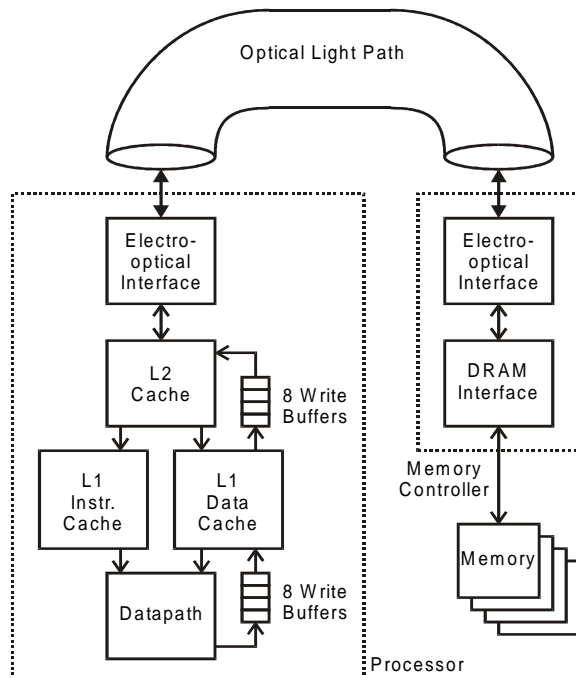 Optical Light Path
Electro-
optical
Interface
Electro-
optical
Interface
L2
Cache
8 Write
Buffers
DRAM
Interface
L1
Instr.
Cache
L1
Data
Cache
Memory
Controller
Datapath
8 Write
Buffers
Memory
Processor